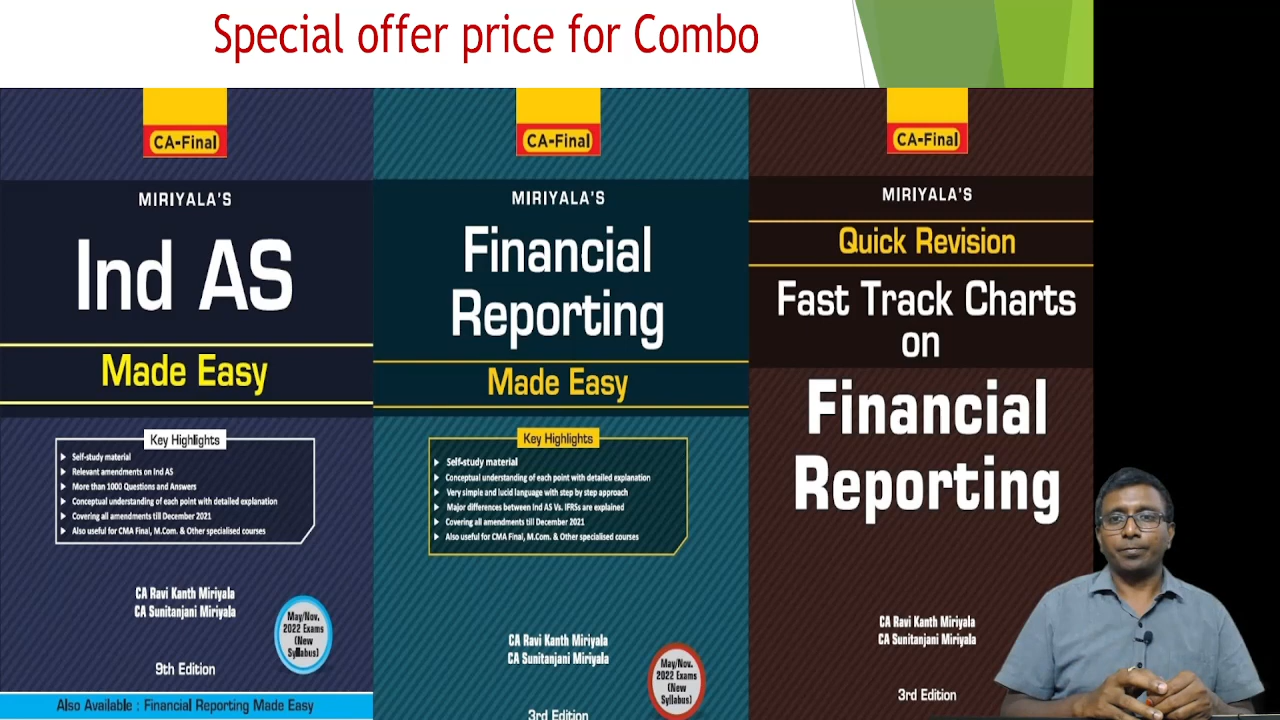 Special offer price for Combo
CA-Final
MIRIYALA'S
Ind AS
Made Easy
Key Highlights
Self-study material
Relevant amendments on Ind AS
More than 1000 Questions and Answers
Conceptual understanding of each point with detailed explanation
Covering all amendments till December 2021
Also useful for CMA Final, M.Com. & Other specialised courses
CA Ravi Kanth Miriyala
CA Sunitanjani Miriyala
May/Nov.
2022 Exams
(New
Syllabus)
9th Edition
Also Available : Financial Reporting Made Easy
CA-Final
MIRIYALA'S
Financial
Reporting
Made Easy
Key Highlights
Self-study material
Conceptual understanding of each point with detailed explanation
Very simple and lucid language with step by step approach
Major differences between Ind AS Vs. IFRSs are explained
Covering all amendments till December 2021
Also useful for CMA Final, M.Com. & Other specialised courses
CA Ravi Kanth Miriyala
CA Sunitanjani Miriyala
May/Nov.
2022 Exams
(New
Syllabus)
3rd Edition
CA-Final
MIRIYALA'S
Quick Revision
Fast Track Charts
on
Financial
Reporting
CA Ravi Kanth Miriyala
CA Sunitanjani Miriyala
3rd Edition